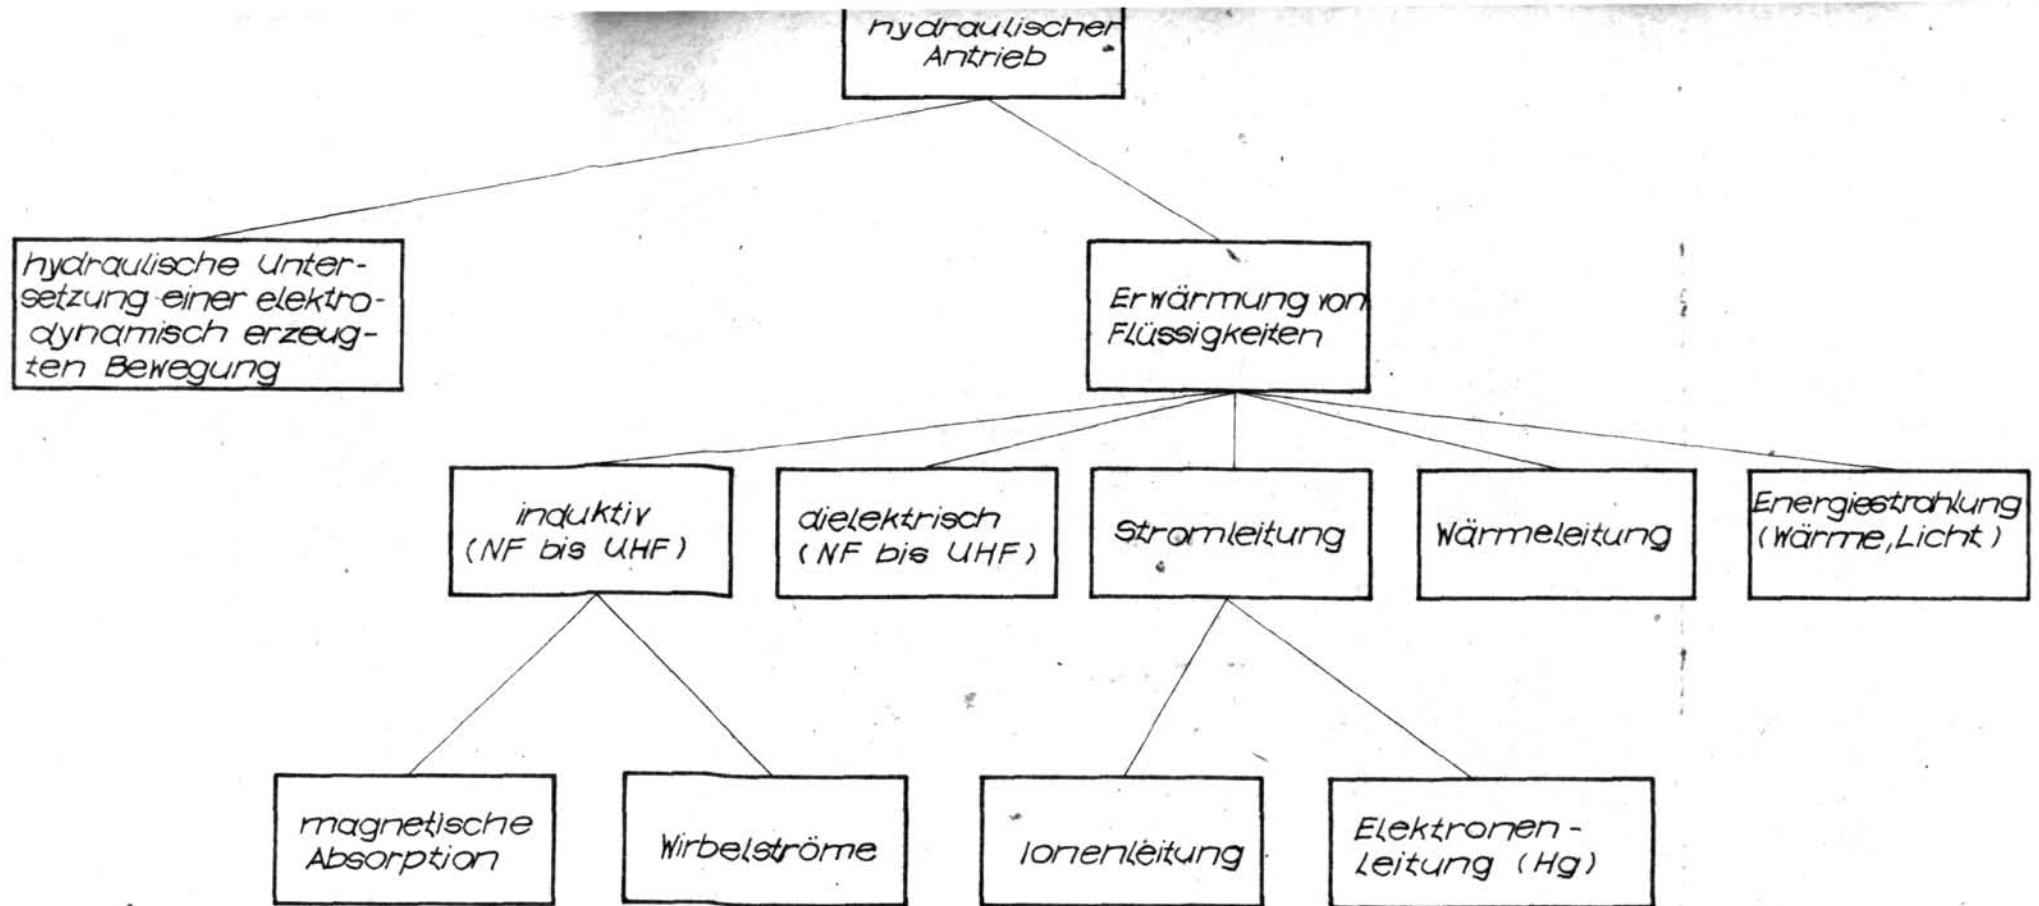 hydraulischer
Antrieb
hydraulische Unter-
setzung einer elektro-
dynamisch erzeug-
ten Bewegung
Erwärmung von
Flüssigkeiten
induktiv
(NF bis UHF)
dielektrisch
(NF bis UHF)
Stromleitung
Wärmeleitung
Energiestrahlung
(Wärme, Licht)
magnetische
Absorption
Wirbelströme
Ionenleitung
Elektronen-
leitung (Hg)